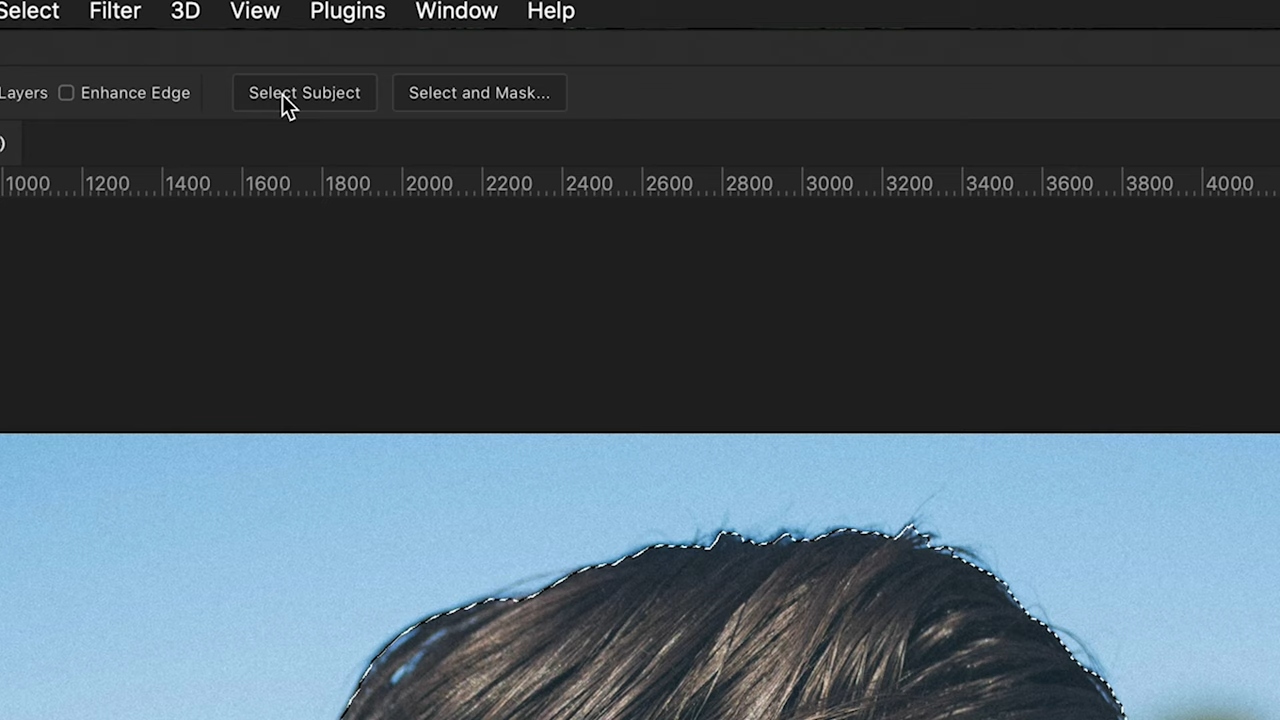 Select Filter 3D View Plugins Window Help
Layers Enhance Edge Select Subject Select and Mask...
)
1000 1200 1400 1600 1800 2000 2200 2400 2600 2800 3000 3200 3400 3600 3800 4000